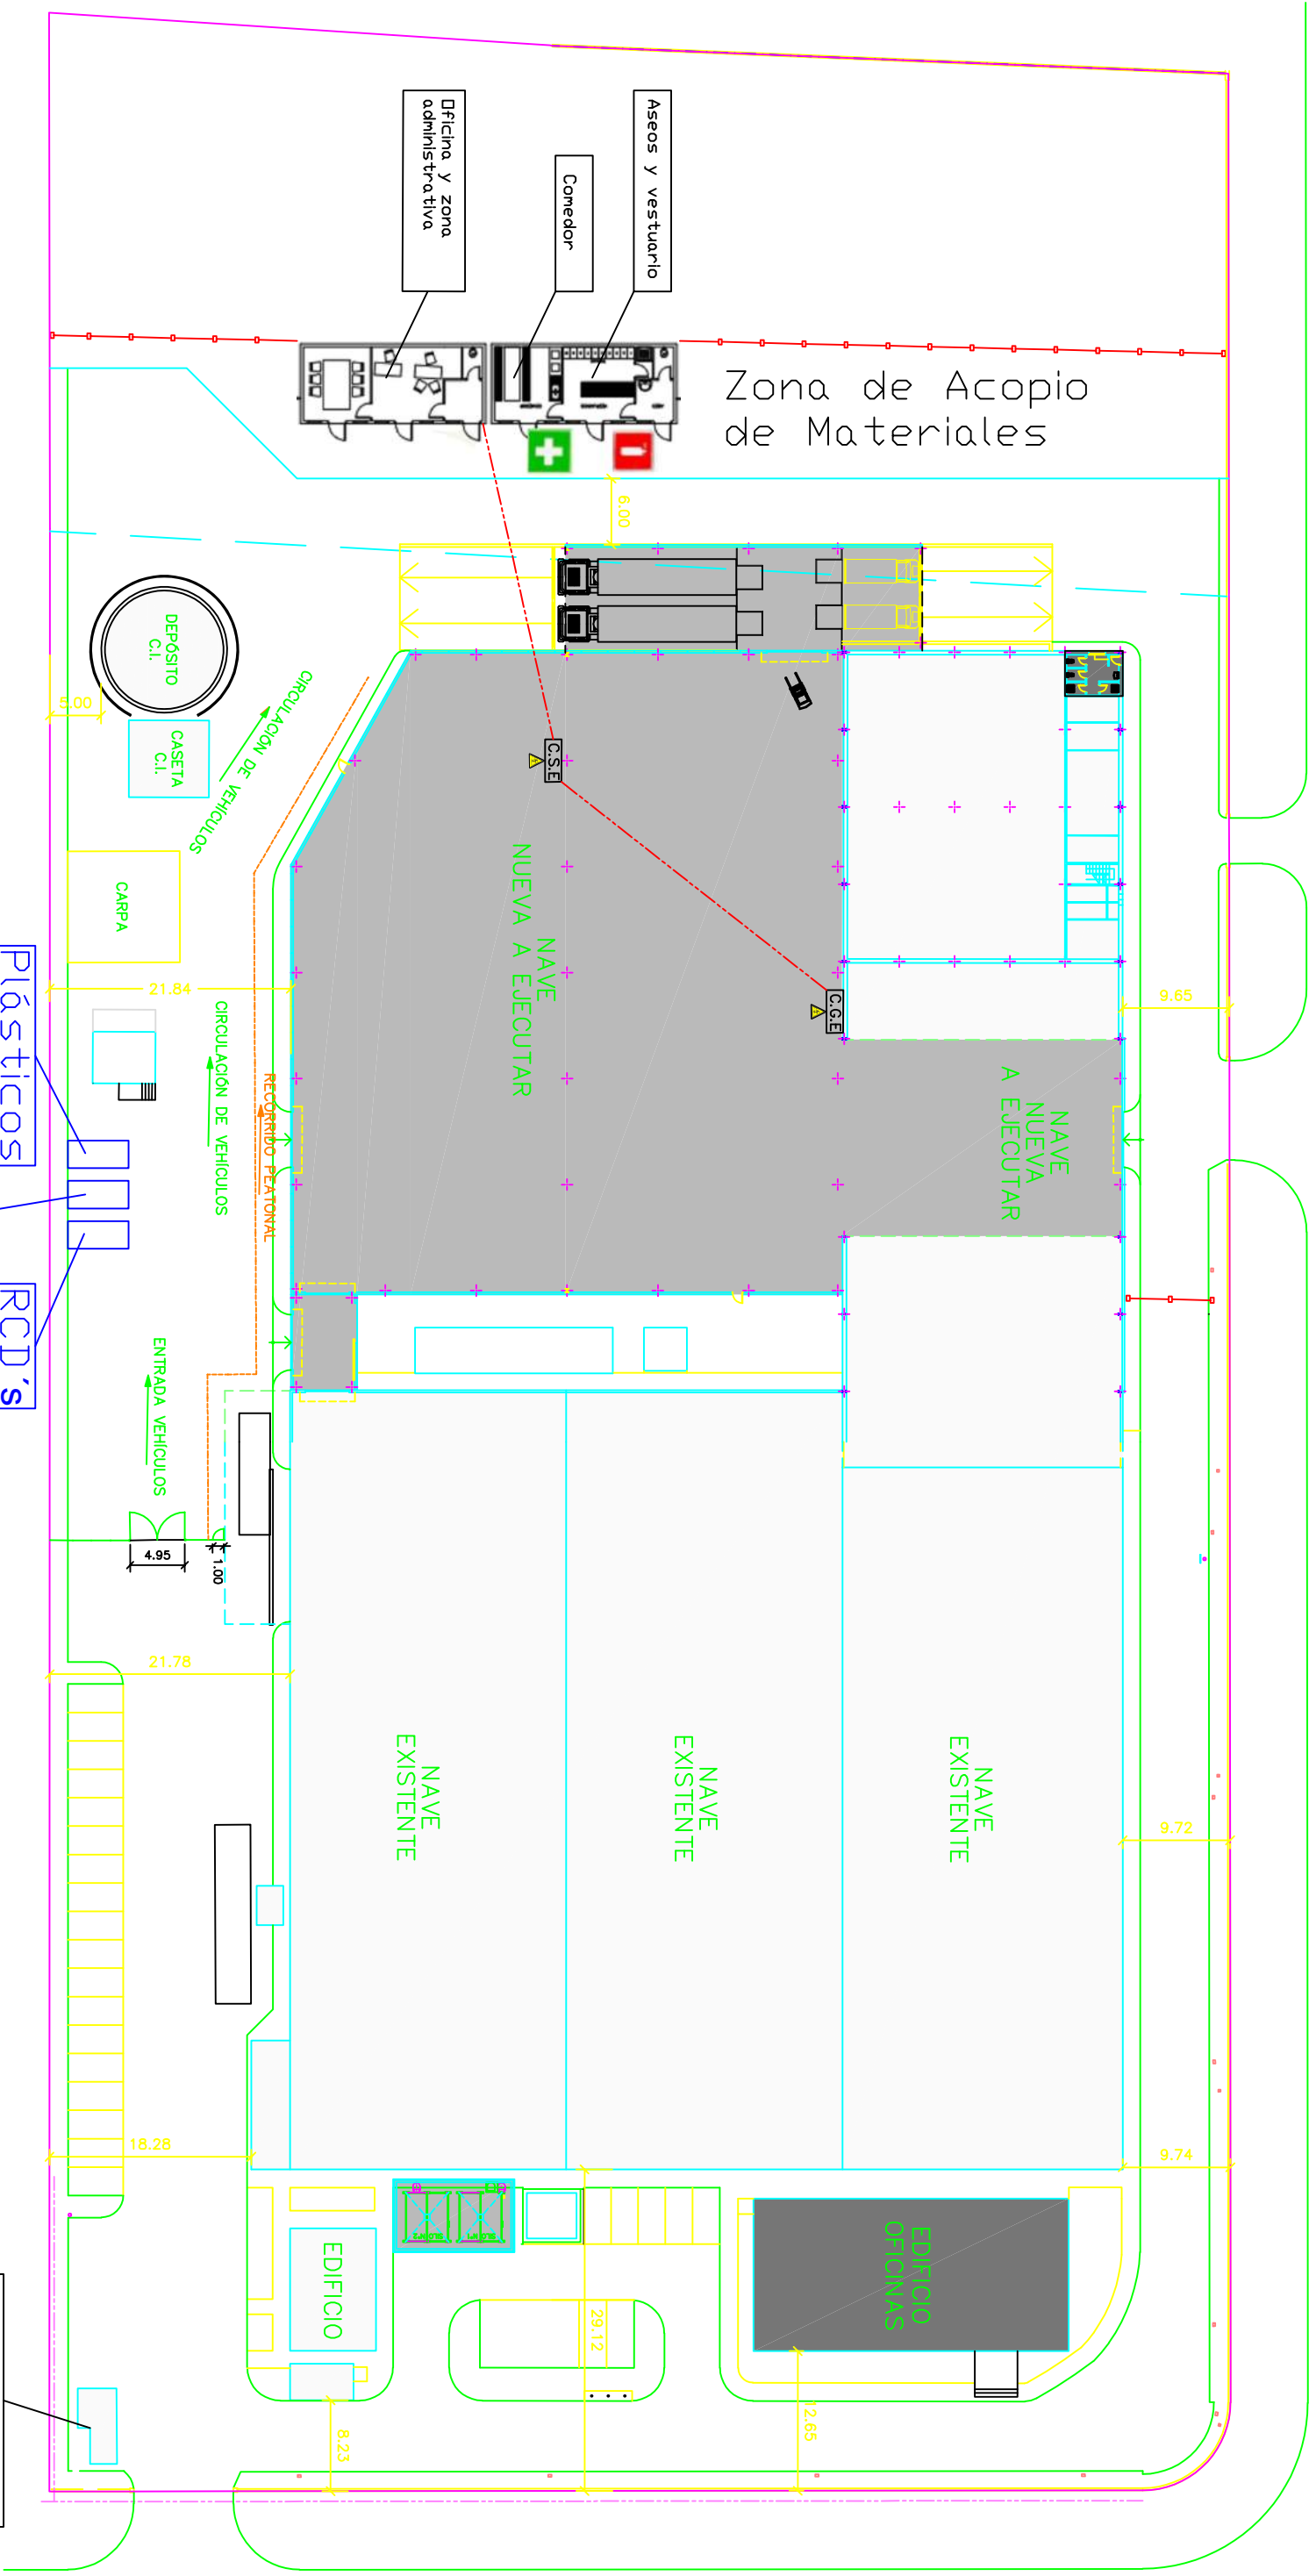 Aseos y vestuario
Comedor
Oficina y zona
administrativa
Zona de Acopio
de Materiales
6.00
DEPÓSITO
C.I.
5.00
CASETA
C.I.
CIRCULACIÓN DE VEHÍCULOS
CARPA
C.S.E
C.G.E
NAVE
NUEVA A EJECUTAR
NAVE
NUEVA
A EJECUTAR
9.65
21.84
CIRCULACIÓN DE VEHÍCULOS
RECORRIDO PEATONAL
Plásticos
RCD's
ENTRADA VEHÍCULOS
4.95
1.00
21.78
NAVE
EXISTENTE
NAVE
EXISTENTE
NAVE
EXISTENTE
9.72
18.28
9.74
EDIFICIO
EDIFICIO
OFICINAS
29.12
12.65
8.23